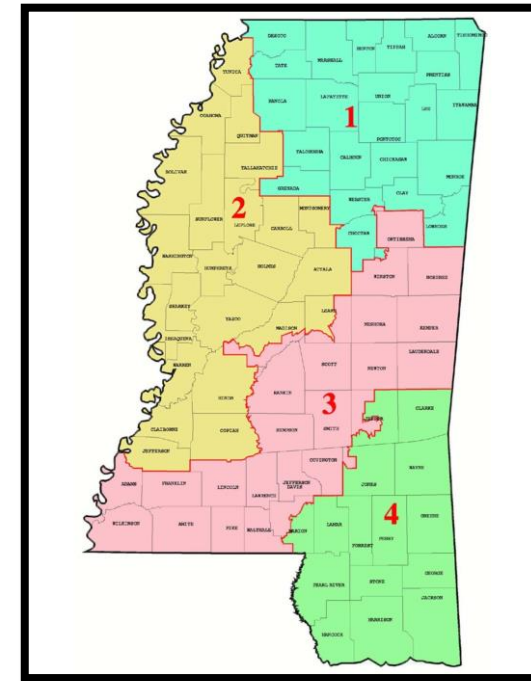 DESOTO
BENTON
TIPPAH
ALCORN
TISHOMINGO
TATE
MARSHALL
PRENTISS
TUNICA
PANOLA
LAFAYETTE
UNION
LEE
ITAWAMBA
COAHOMA
1
QUITMAN
PONTOTOC
YALOBUSHA
CALHOUN
CHICKASAW
TALLAHATCHIE
MONROE
BOLIVAR
GRENADA
CLAY
WEBSTER
2
MONTGOMERY
SUNFLOWER
LEFLORE
CARROLL
LOWNDES
CHOCTAW
OKTIBBEHA
WASHINGTON
HUMPHREYS
HOLMES
ATTALA
WINSTON
NOXUBEE
SHARKEY
YAZOO
LEAKE
NESHOBA
KEMPER
ISSAQUENA
MADISON
WARREN
SCOTT
NEWTON
LAUDERDALE
HINDS
RANKIN
3
CLARKE
CLAIBORNE
COPIAH
SIMPSON
SMITH
JEFFERSON
COVINGTON
WAYNE
ADAMS
FRANKLIN
LINCOLN
JEFFERSON
DAVIS
JONES
LAWRENCE
WILKINSON
AMITE
PIKE
WALTHALL
MARION
LAMAR
4
FORREST
PERRY
GREENE
PEARL RIVER
STONE
GEORGE
JACKSON
HARRISON
HANCOCK